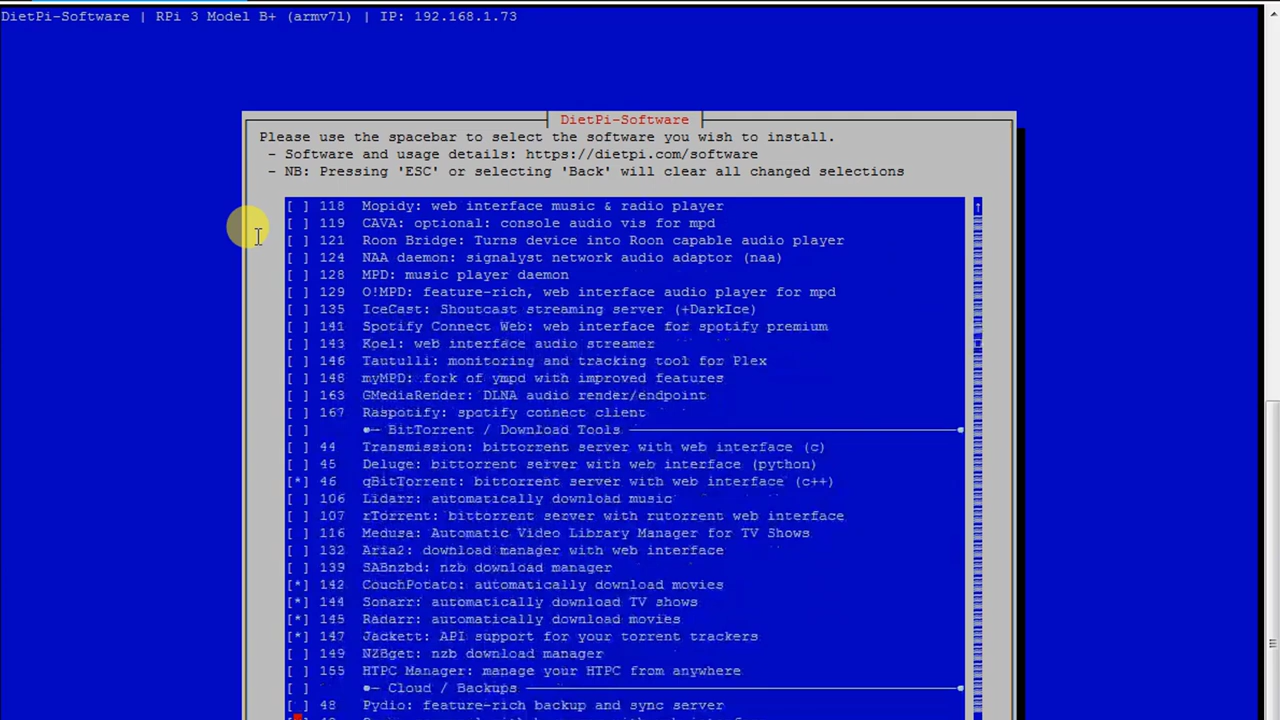 DietPi-Software | RPi 3 Model B+ (armv7l) | IP: 192.168.1.73
DietPi-Software
Please use the spacebar to select the software you wish to install.
- Software and usage details: https://dietpi.com/software
- NB: Pressing 'ESC' or selecting 'Back' will clear all changed selections
[ ] 118 Mopidy: web interface music & radio player
[ ] 119 CAVA: optional: console audio vis for mpd
[ ] 121 Roon Bridge: Turns device into Roon capable audio player
[ ] 124 NAA daemon: signalyst network audio adaptor (naa)
[ ] 128 MPD: music player daemon
[ ] 129 O!MPD: feature-rich, web interface audio player for mpd
[ ] 135 IceCast: Shoutcast streaming server (+DarkIce)
[ ] 141 Spotify Connect Web: web interface for spotify premium
[ ] 143 Koel: web interface audio streamer
[ ] 146 Tautulli: monitoring and tracking tool for Plex
[ ] 148 myMPD: fork of ympd with improved features
[ ] 163 GMediaRender: DLNA audio render/endpoint
[ ] 167 Raspotify: spotify connect client
[ ] ●─ BitTorrent / Download Tools ─●
[ ] 44 Transmission: bittorrent server with web interface (c)
[ ] 45 Deluge: bittorrent server with web interface (python)
[*] 46 qBitTorrent: bittorrent server with web interface (c++)
[ ] 106 Lidarr: automatically download music
[ ] 107 rTorrent: bittorrent server with rutorrent web interface
[ ] 116 Medusa: Automatic Video Library Manager for TV Shows
[ ] 132 Aria2: download manager with web interface
[ ] 139 SABnzbd: nzb download manager
[*] 142 CouchPotato: automatically download movies
[*] 144 Sonarr: automatically download TV shows
[*] 145 Radarr: automatically download movies
[*] 147 Jackett: API support for your torrent trackers
[ ] 149 NZBget: nzb download manager
[ ] 155 HTPC Manager: manage your HTPC from anywhere
[ ] ●─ Cloud / Backups ─●
[ ] 48 Pydio: feature-rich backup and sync server